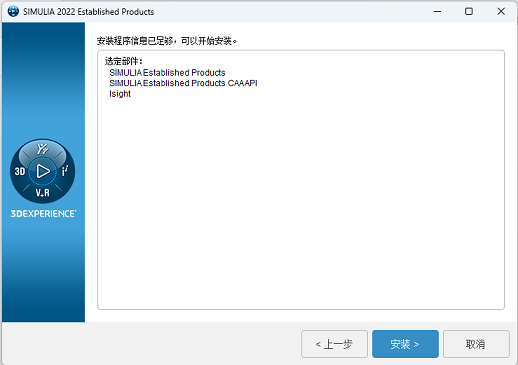 SIMULIA 2022 Established Products
安装程序信息已足够，可以开始安装。
选定部件：
SIMULIA Established Products
SIMULIA Established Products CAAAPI
Isight
3D
V.R
3DEXPERIENCE
< 上一步
安装 >
取消